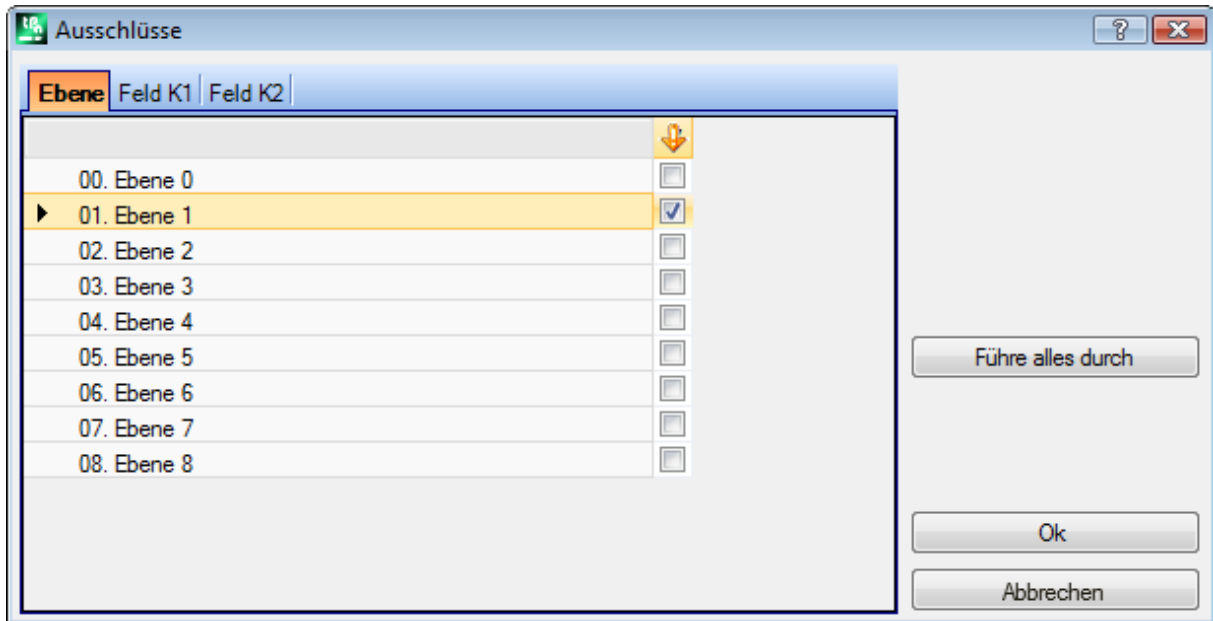 Ausschlüsse
Ebene Feld K1 Feld K2
00. Ebene 0
01. Ebene 1
02. Ebene 2
03. Ebene 3
04. Ebene 4
05. Ebene 5
06. Ebene 6
07. Ebene 7
08. Ebene 8
Führe alles durch
Ok
Abbrechen